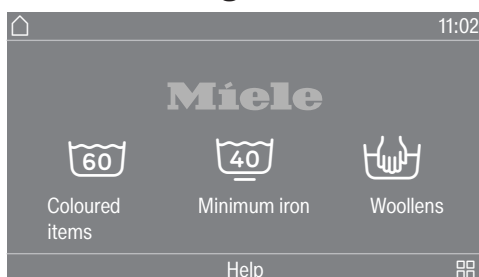 11:02
Miele
60
40
Coloured
items
Minimum iron
Woollens
Help